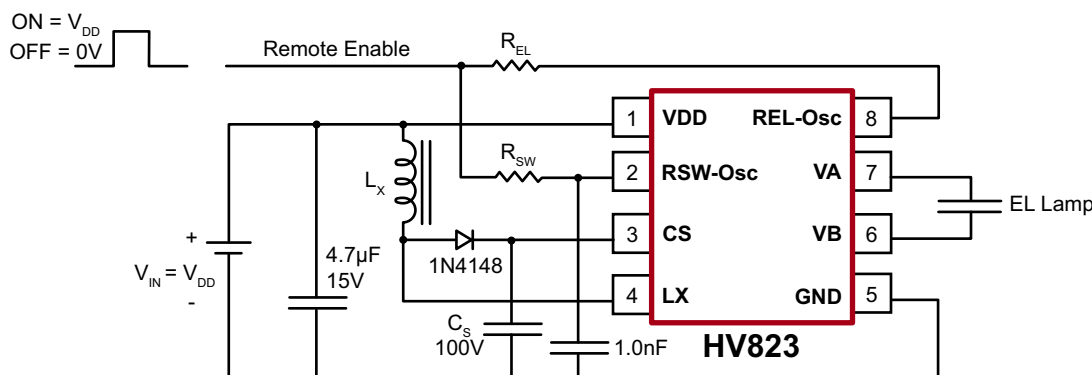 ON = VDD
OFF = 0V
Remote Enable
REL
1
VDD
REL-Osc
8
RSW
LX
2
RSW-Osc
VA
7
EL Lamp
+
VIN = VDD
-
4.7µF
15V
1N4148
3
CS
VB
6
4
LX
GND
5
CS
100V
1.0nF
HV823